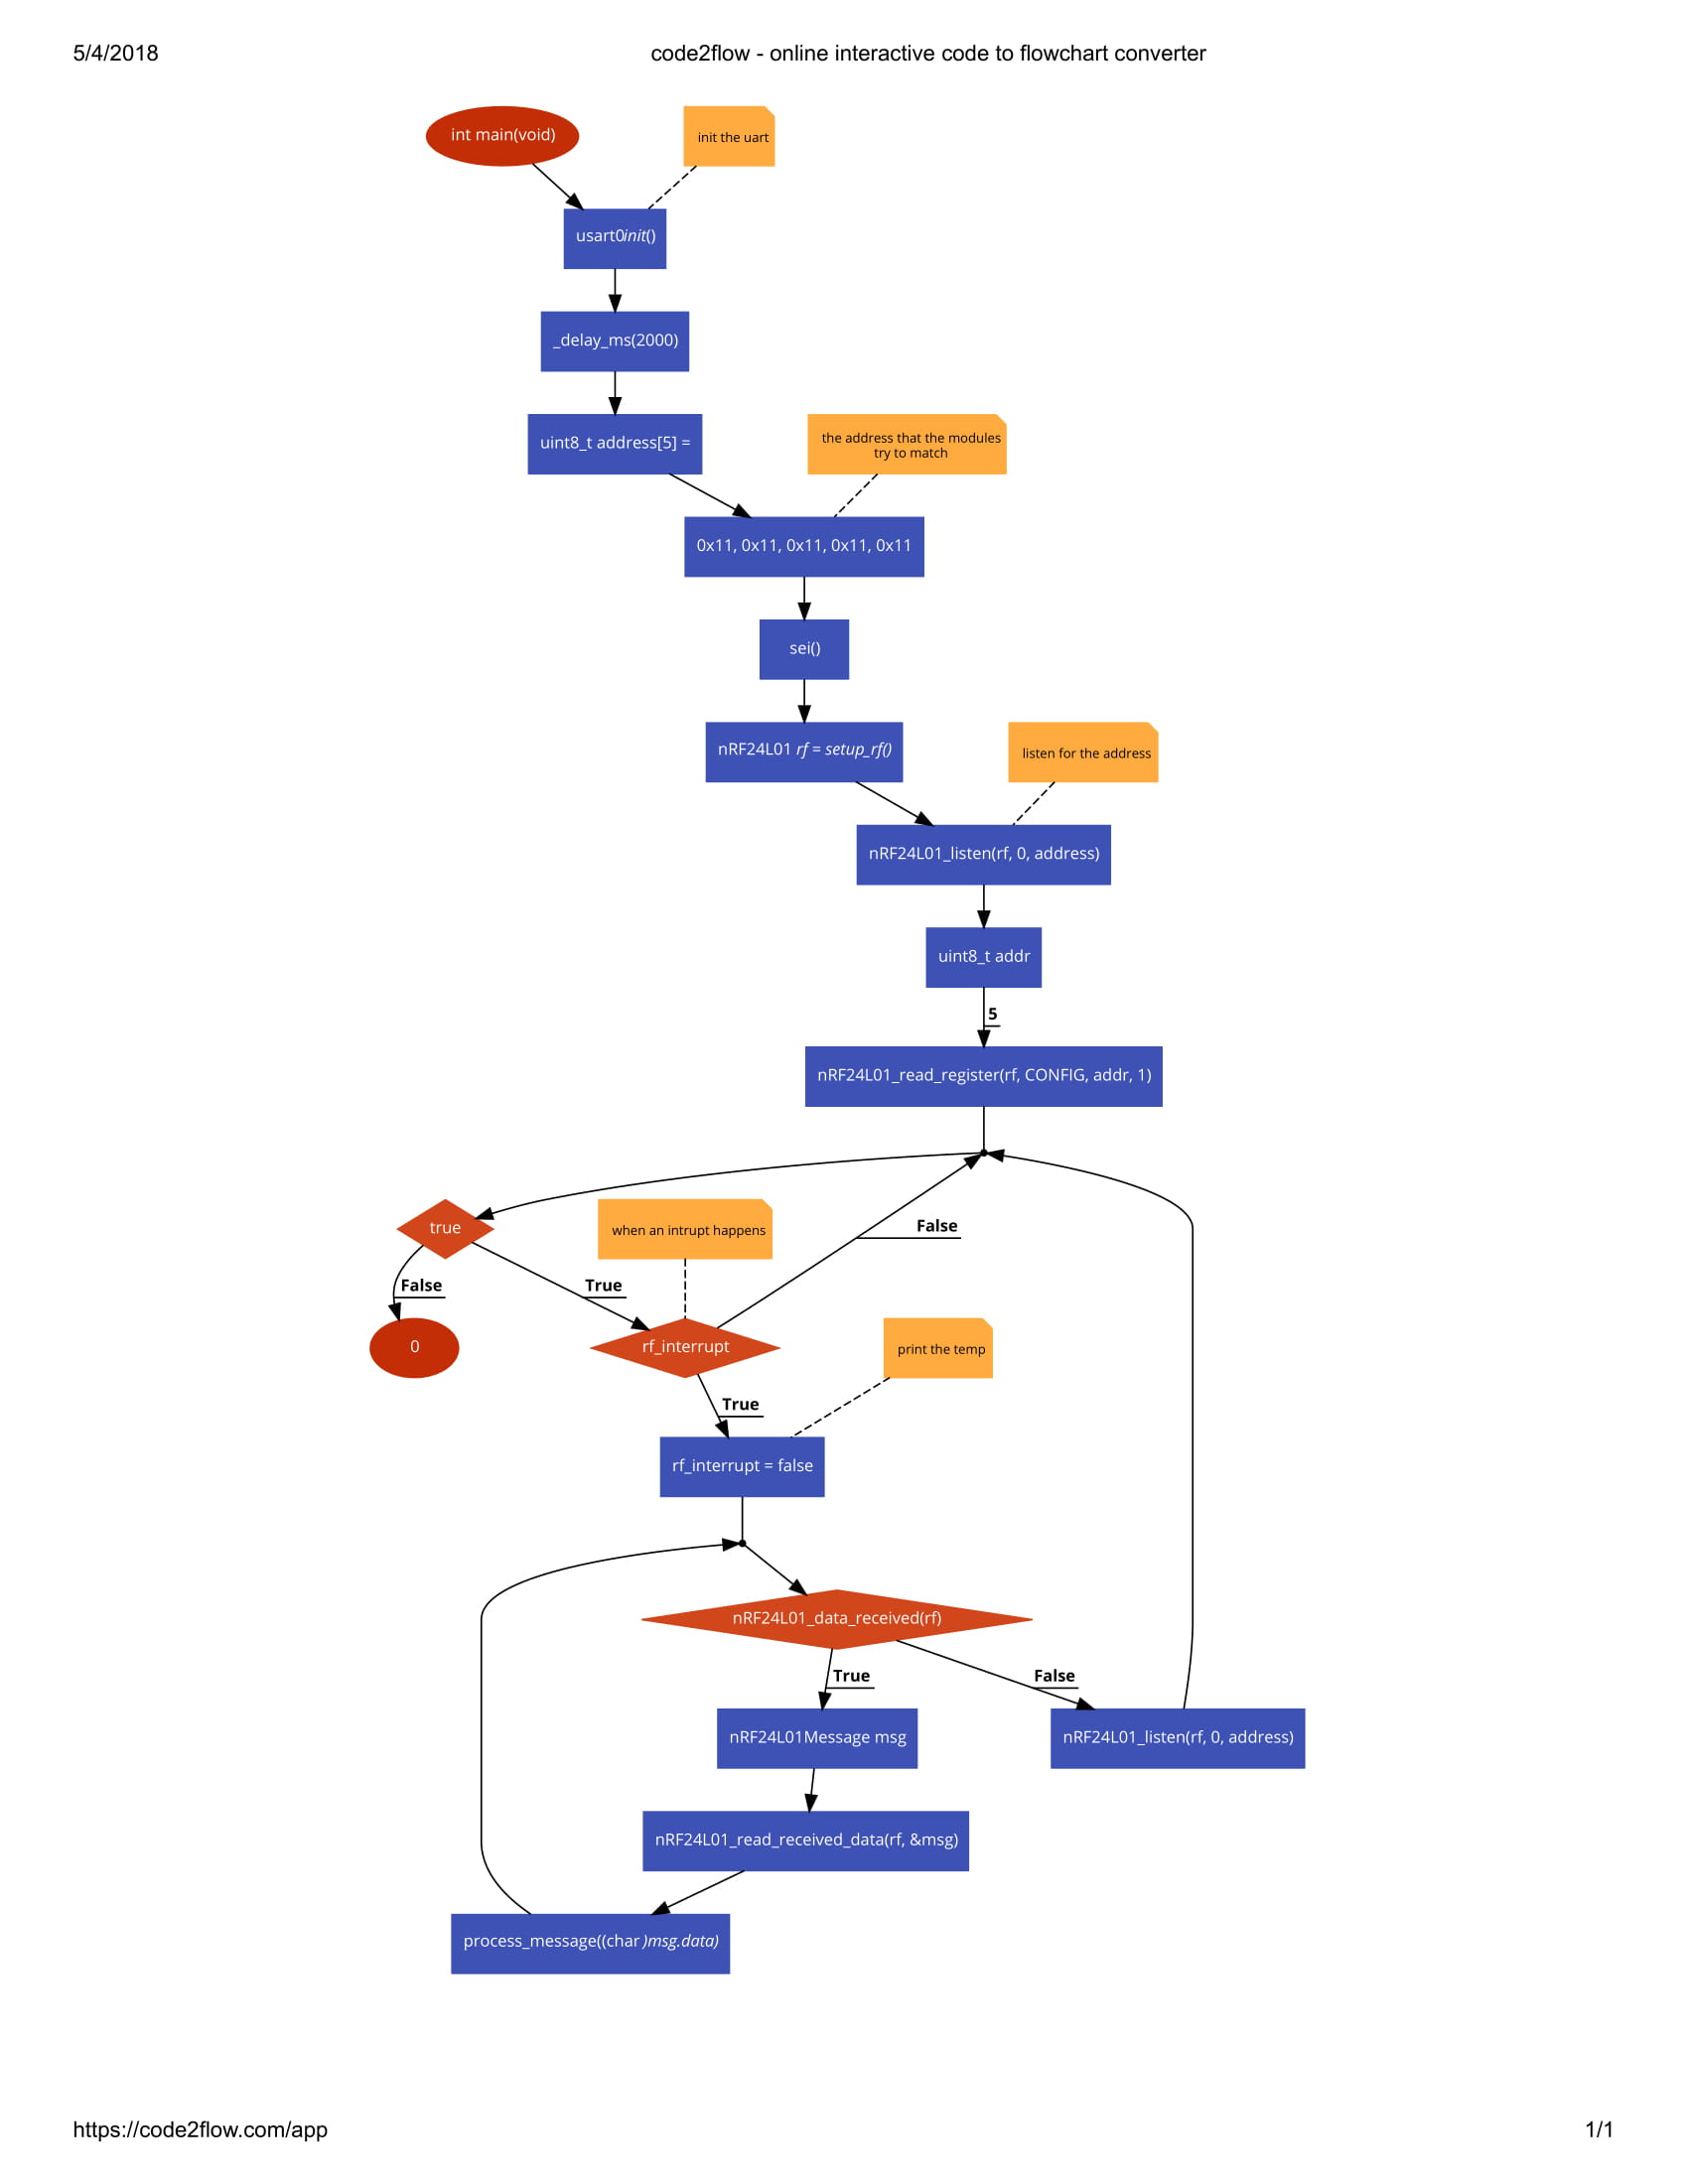 5/4/2018
code2flow - online interactive code to flowchart converter
int main(void)
init the uart
usart0init()
_delay_ms(2000)
uint8_t address[5] =
the address that the modules
try to match
0x11, 0x11, 0x11, 0x11, 0x11
sei()
nRF24L01 rf = setup_rf()
listen for the address
nRF24L01_listen(rf, 0, address)
uint8_t addr
5
nRF24L01_read_register(rf, CONFIG, addr, 1)
true
when an intrupt happens
False
False
True
0
rf_interrupt
print the temp
True
rf_interrupt = false
nRF24L01_data_received(rf)
True
False
nRF24L01Message msg
nRF24L01_listen(rf, 0, address)
nRF24L01_read_received_data(rf, &msg)
process_message((char )msg.data)
https://code2flow.com/app
1/1